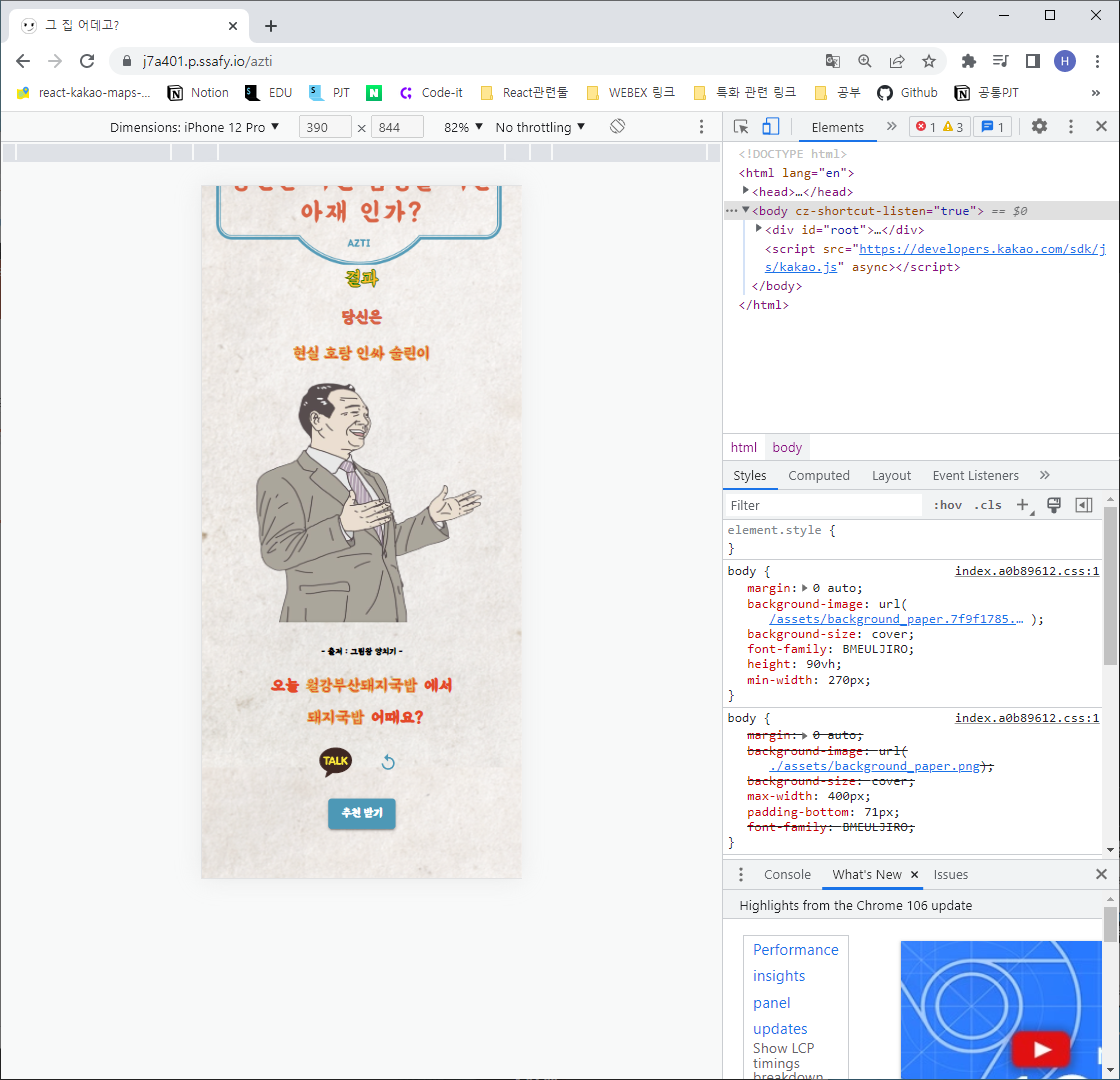 그 집 어데고?
j7a401.p.ssafy.io/azti
H
react-kakao-maps-...
Notion
EDU
PJT
Code-it
React관련툴
WEBEX 링크
특화 관련 링크
공부
Github
공통PJT
»
Dimensions: iPhone 12 Pro ▼ 390 × 844 82% ▼ No throttling ▼
Elements » 1 3 1
아재 인가?
AZTI
결과
당신은
현실 호탕 인싸 술린이
- 출처 : 그림왕 양치기 -
오늘 월강부산돼지국밥 에서
돼지국밥 어때요?
TALK
추천 받기
<!DOCTYPE html>
<html lang="en">
<head>…</head>
<body cz-shortcut-listen="true"> == $0
<div id="root">…</div>
<script src="https://developers.kakao.com/sdk/j
s/kakao.js" async></script>
</body>
</html>
html body
Styles Computed Layout Event Listeners »
Filter :hov .cls
element.style {
}
body { index.a0b89612.css:1
margin: 0 auto;
background-image: url(
/assets/background_paper.7f9f1785.… );
background-size: cover;
font-family: BMEULJIRO;
height: 90vh;
min-width: 270px;
}
body { index.a0b89612.css:1
margin: 0 auto;
background-image: url(
./assets/background_paper.png);
background-size: cover;
max-width: 400px;
padding-bottom: 71px;
font-family: BMEULJIRO;
}
Console What's New Issues
Highlights from the Chrome 106 update
Performance
insights
panel
updates
Show LCP
timings
breakdown